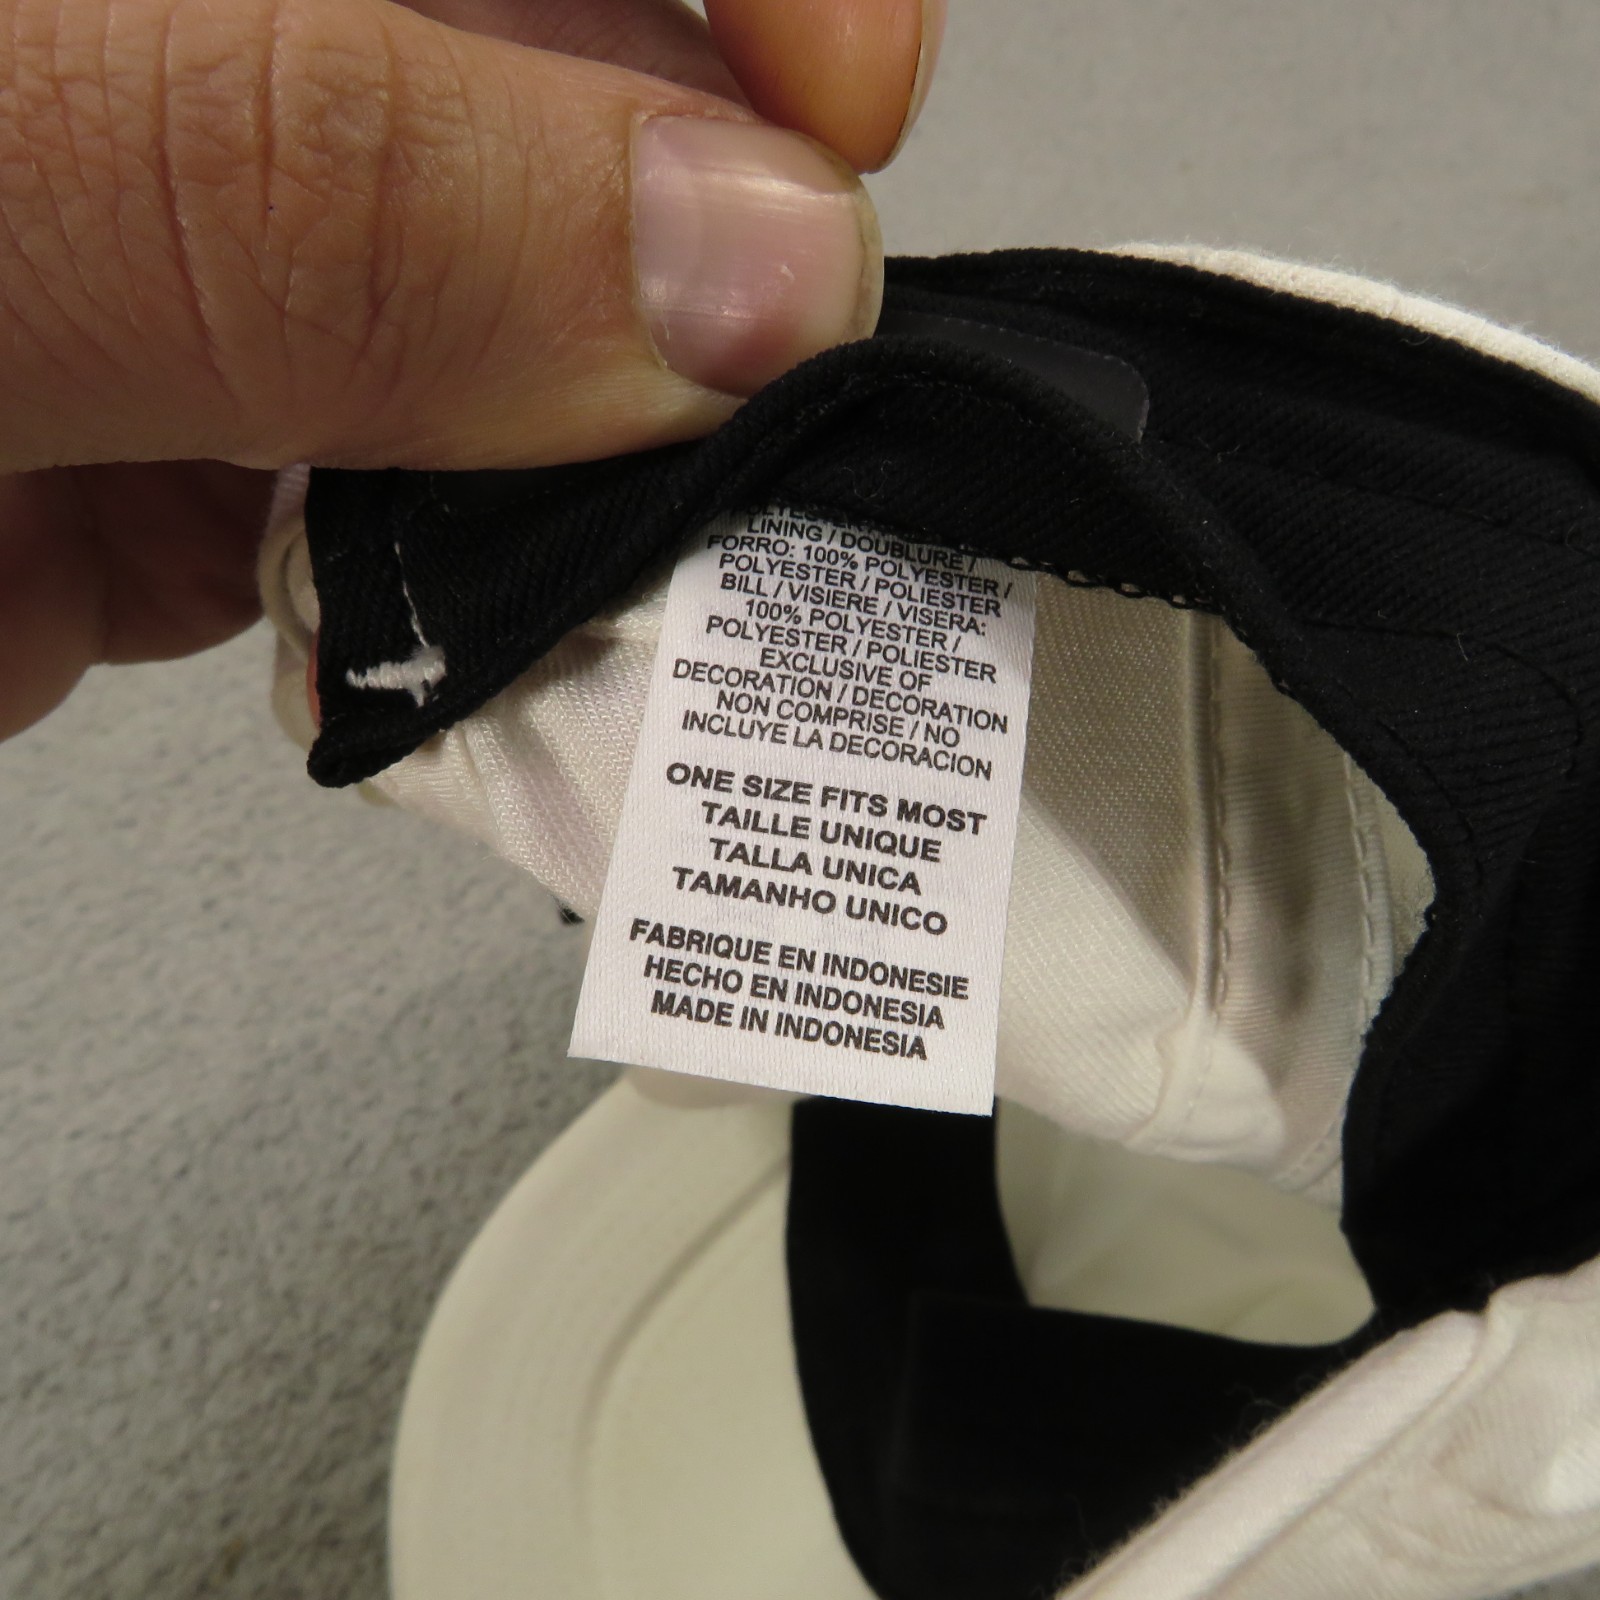 POLYESTER
LINING / DOUBLURE /
FORRO: 100% POLYESTER /
POLYESTER / POLIESTER
BILL / VISIERE / VISERA:
100% POLYESTER /
POLYESTER / POLIESTER
EXCLUSIVE OF
DECORATION / DECORATION
NON COMPRISE / NO
INCLUYE LA DECORACION
ONE SIZE FITS MOST
TAILLE UNIQUE
TALLA UNICA
TAMANHO UNICO
FABRIQUE EN INDONESIE
HECHO EN INDONESIA
MADE IN INDONESIA